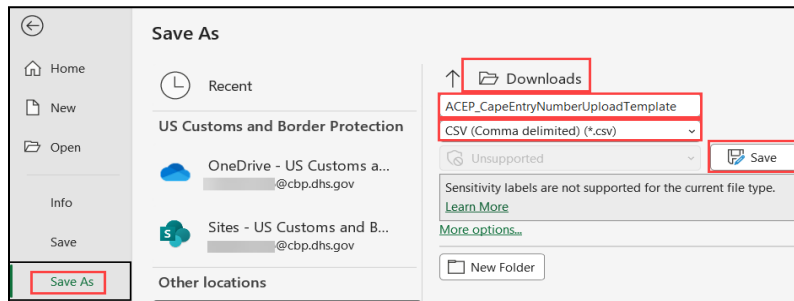 Home
New
Open
Info
Save
Save As
Save As
Recent
US Customs and Border Protection
OneDrive - US Customs a...
@cbp.dhs.gov
Sites - US Customs and B...
@cbp.dhs.gov
Other locations
Downloads
ACEP_CapeEntryNumberUploadTemplate
CSV (Comma delimited) (*.csv)
Unsupported
Save
Sensitivity labels are not supported for the current file type.
Learn More
More options...
New Folder